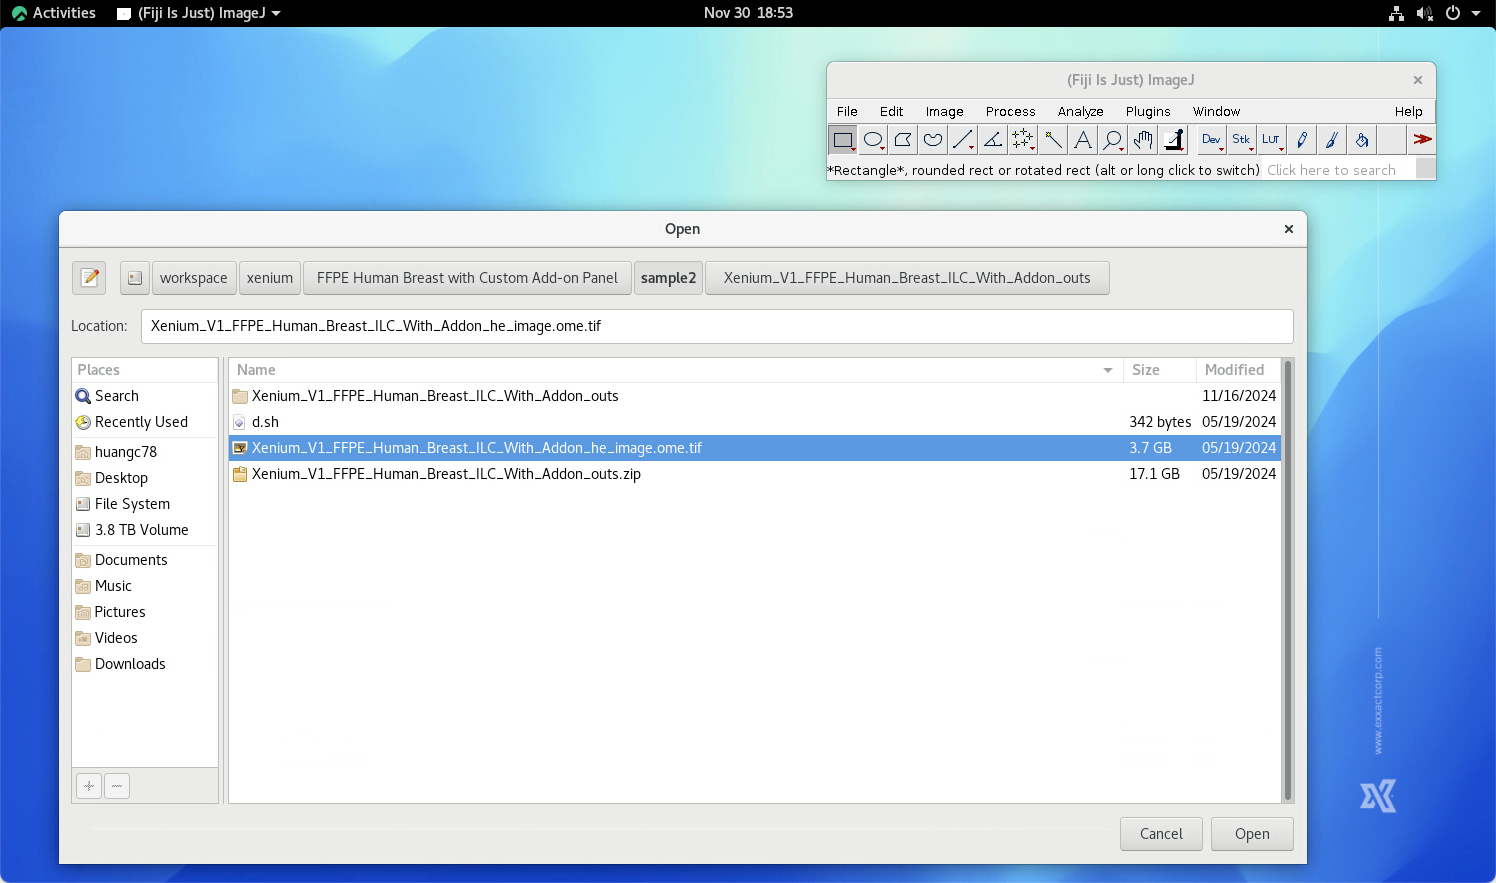 Activities (Fiji Is Just) ImageJ Nov 30 18:53
(Fiji Is Just) ImageJ ×
File Edit Image Process Analyze Plugins Window Help
Dev Stk LUT
*Rectangle*, rounded rect or rotated rect (alt or long click to switch) Click here to search
Open ×
workspace xenium FFPE Human Breast with Custom Add-on Panel sample2 Xenium_V1_FFPE_Human_Breast_ILC_With_Addon_outs
Location: Xenium_V1_FFPE_Human_Breast_ILC_With_Addon_he_image.ome.tif
Places
Search
Recently Used
huangc78
Desktop
File System
3.8 TB Volume
Documents
Music
Pictures
Videos
Downloads
Name Size Modified
Xenium_V1_FFPE_Human_Breast_ILC_With_Addon_outs 11/16/2024
d.sh 342 bytes 05/19/2024
Xenium_V1_FFPE_Human_Breast_ILC_With_Addon_he_image.ome.tif 3.7 GB 05/19/2024
Xenium_V1_FFPE_Human_Breast_ILC_With_Addon_outs.zip 17.1 GB 05/19/2024
Cancel Open
www.exxactcorp.com